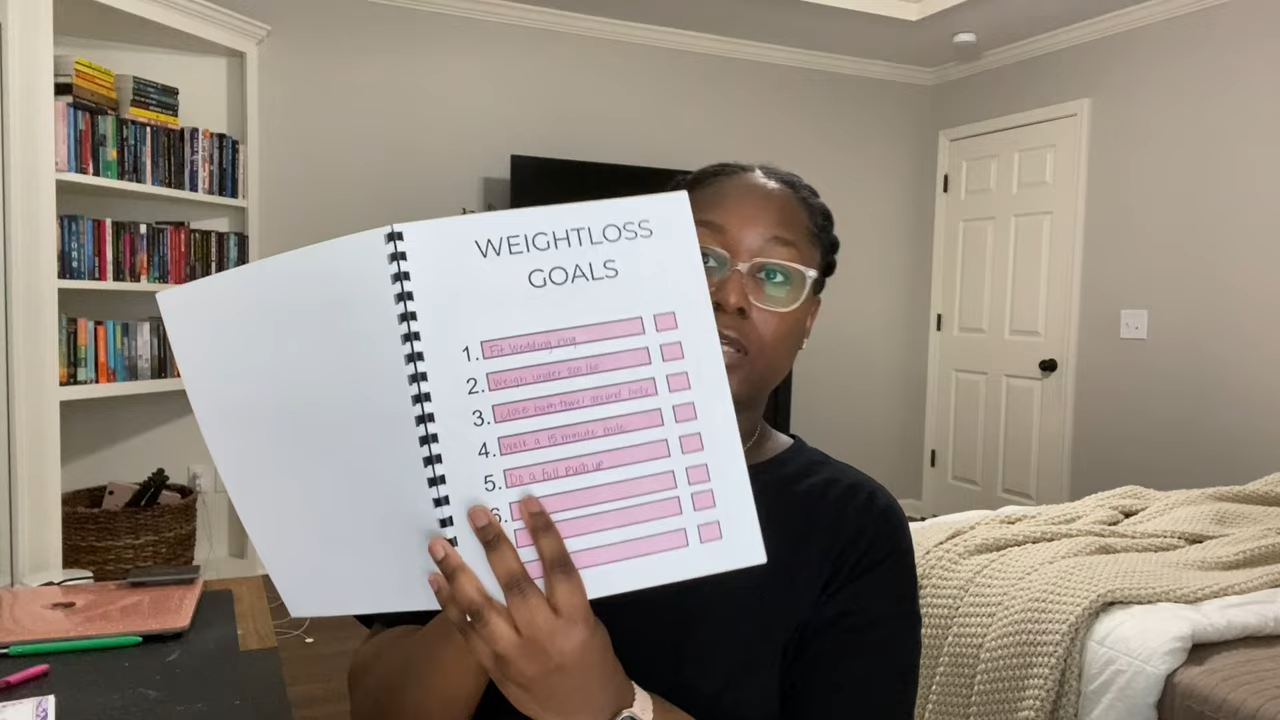 WEIGHTLOSS
GOALS
1. Fit Wedding ring
2. Weigh under 200 lbs
3. close bath towel around body
4. Walk a 15 minute mile
5. Do a full push up
6.